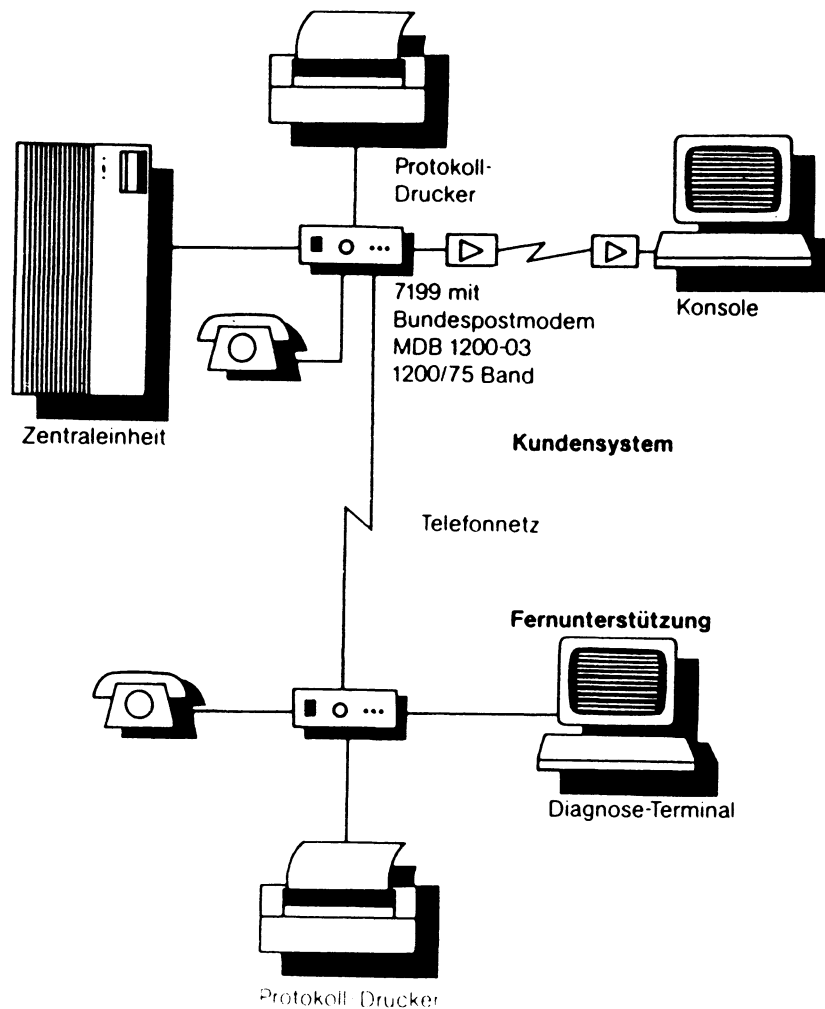 Protokoll-
Drucker
7199 mit
Bundespostmodem
MDB 1200-03
1200/75 Band
Konsole
Zentraleinheit
Kundensystem
Telefonnetz
Fernunterstützung
Diagnose-Terminal
Protokoll-Drucker